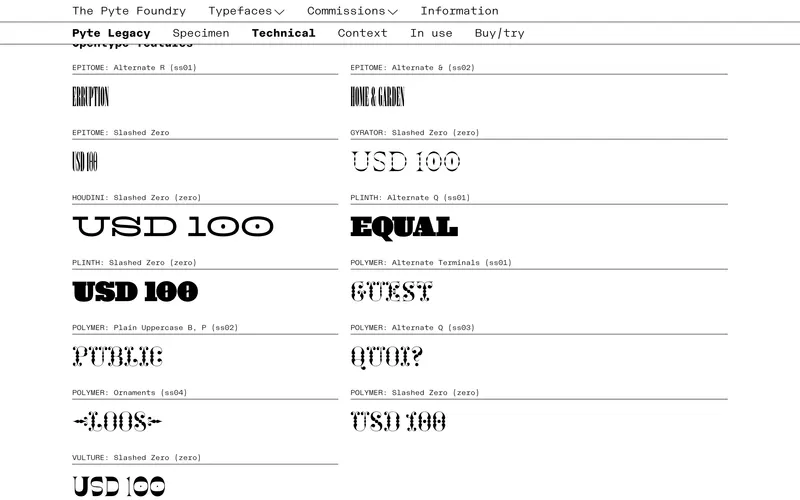 The Pyte Foundry Typefaces Commissions Information
Pyte Legacy Specimen Technical Context In use Buy/try
Opentype features
EPITOME: Alternate R (ss01)
ERRUPTION
EPITOME: Alternate & (ss02)
HOME & GARDEN
EPITOME: Slashed Zero
USD 100
GYRATOR: Slashed Zero (zero)
USD 100
HOUDINI: Slashed Zero (zero)
USD 100
PLINTH: Alternate Q (ss01)
EQUAL
PLINTH: Slashed Zero (zero)
USD 100
POLYMER: Alternate Terminals (ss01)
GUEST
POLYMER: Plain Uppercase B, P (ss02)
PUBLIC
POLYMER: Alternate Q (ss03)
QUOI?
POLYMER: Ornaments (ss04)
LOOS
POLYMER: Slashed Zero (zero)
USD 100
VULTURE: Slashed Zero (zero)
USD 100